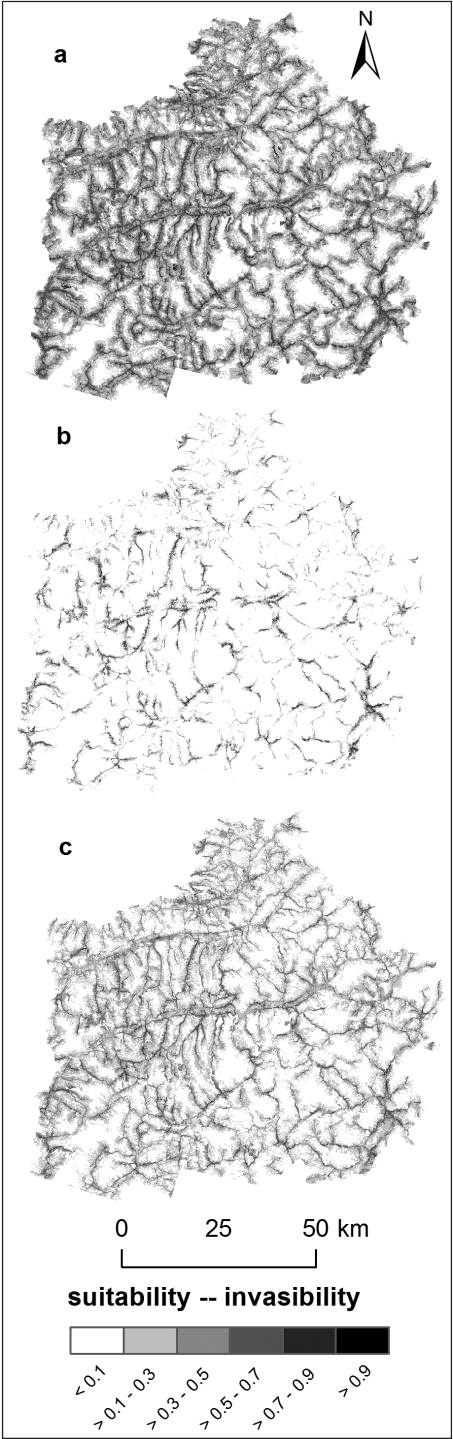 N
a
b
c
0 25 50 km
suitability -- invasibility
< 0.1
> 0.1 - 0.3
> 0.3 - 0.5
> 0.5 - 0.7
> 0.7 - 0.9
> 0.9